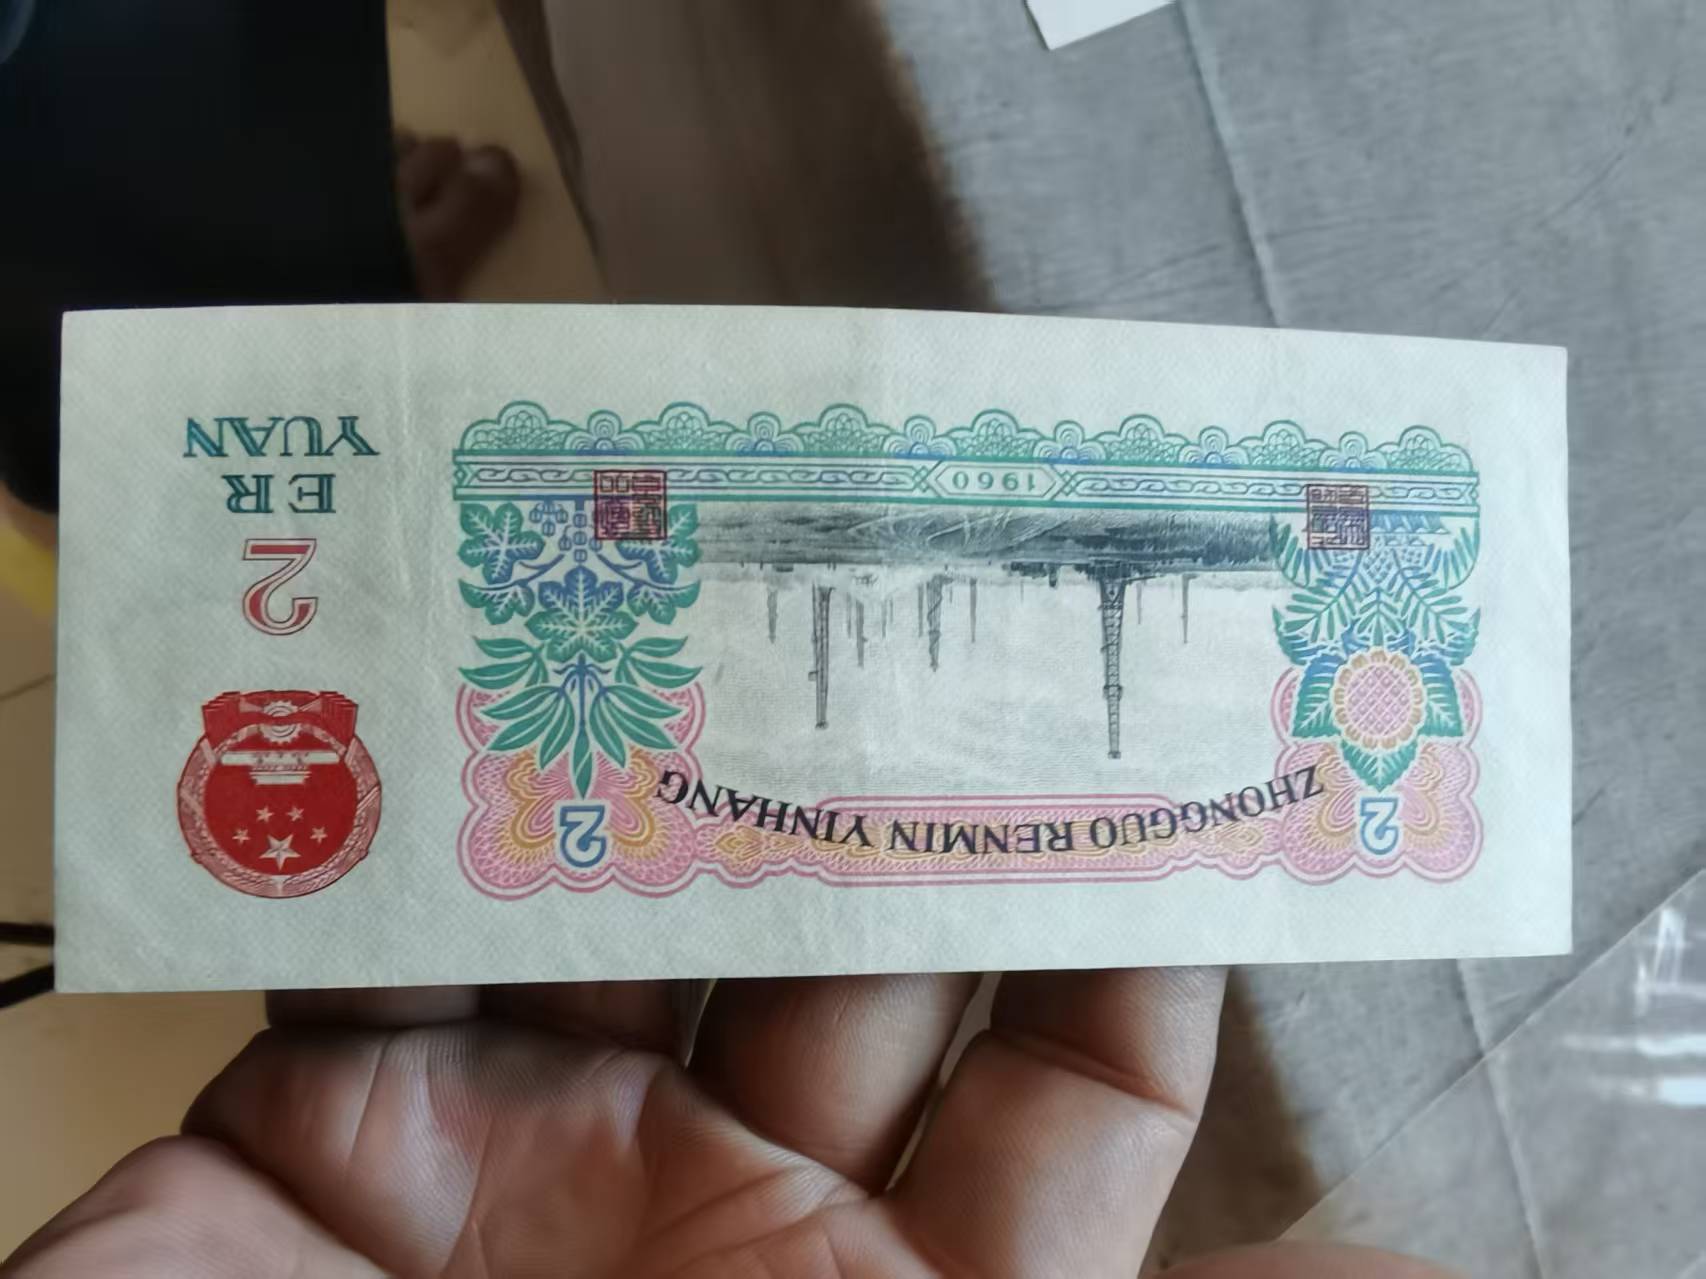 ZHONGGUO RENMIN YINHANG
2
2
2
ER
YUAN
1960